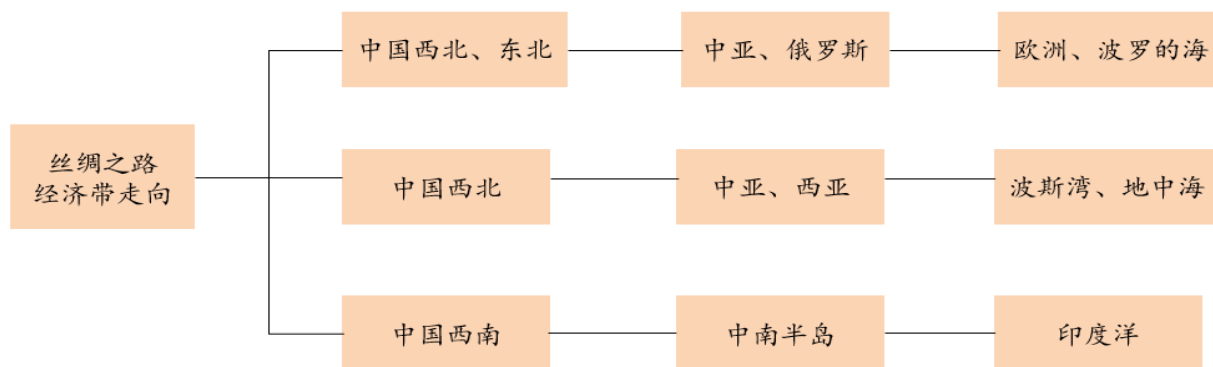 丝绸之路
经济带走向
中国西北、东北
中亚、俄罗斯
欧洲、波罗的海
中国西北
中亚、西亚
波斯湾、地中海
中国西南
中南半岛
印度洋